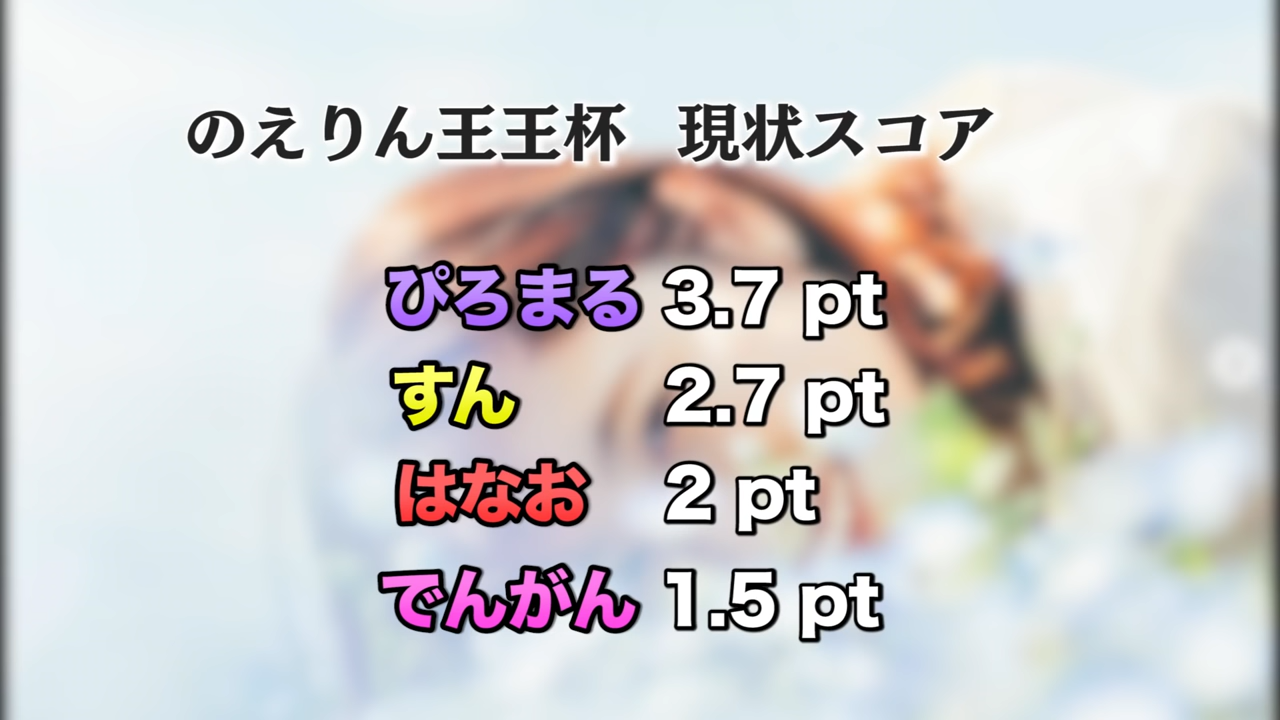 のえりん王王杯　現状スコア
ぴろまる 3.7 pt
すん 2.7 pt
はなお 2 pt
でんがん 1.5 pt